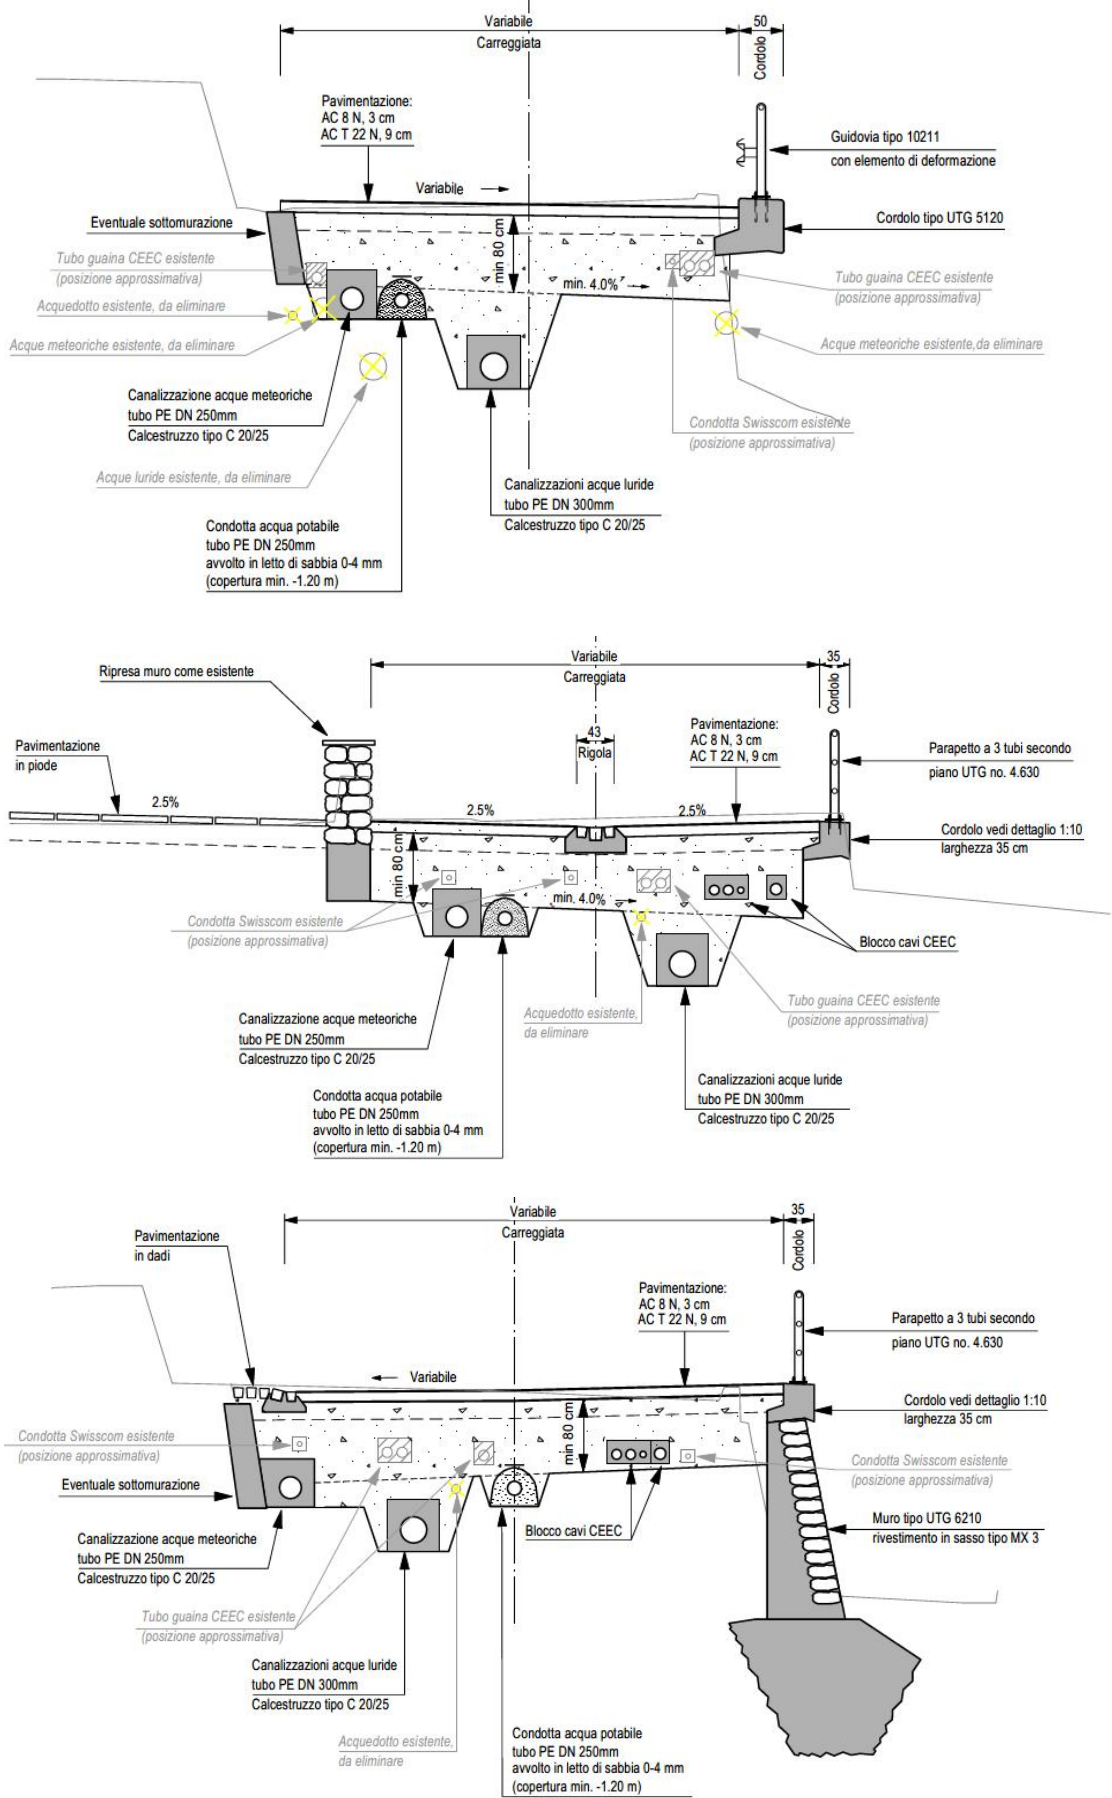 Variabile
50
Carreggiata
Cordolo
Pavimentazione:
AC 8 N, 3 cm
AC T 22 N, 9 cm
Guidovia tipo 10211
con elemento di deformazione
Variabile
Eventuale sottomurazione
Cordolo tipo UTG 5120
min 80 cm
Tubo guaina CEEC esistente
(posizione approssimativa)
min. 4.0%
Tubo guaina CEEC esistente
(posizione approssimativa)
Acquedotto esistente, da eliminare
Acque meteoriche esistente, da eliminare
Acque meteoriche esistente,da eliminare
Canalizzazione acque meteoriche
tubo PE DN 250mm
Calcestruzzo tipo C 20/25
Condotta Swisscom esistente
(posizione approssimativa)
Acque luride esistente, da eliminare
Canalizzazioni acque luride
tubo PE DN 300mm
Calcestruzzo tipo C 20/25
Condotta acqua potabile
tubo PE DN 250mm
avvolto in letto di sabbia 0-4 mm
(copertura min. -1.20 m)
Variabile
35
Carreggiata
Cordolo
Ripresa muro come esistente
43
Rigola
Pavimentazione:
AC 8 N, 3 cm
AC T 22 N, 9 cm
Pavimentazione
in piode
Parapetto a 3 tubi secondo
piano UTG no. 4.630
2.5%
2.5%
2.5%
Cordolo vedi dettaglio 1:10
larghezza 35 cm
min 80 cm
min. 4.0%
Condotta Swisscom esistente
(posizione approssimativa)
Blocco cavi CEEC
Canalizzazione acque meteoriche
tubo PE DN 250mm
Calcestruzzo tipo C 20/25
Acquedotto esistente,
da eliminare
Tubo guaina CEEC esistente
(posizione approssimativa)
Condotta acqua potabile
tubo PE DN 250mm
avvolto in letto di sabbia 0-4 mm
(copertura min. -1.20 m)
Canalizzazioni acque luride
tubo PE DN 300mm
Calcestruzzo tipo C 20/25
Variabile
35
Carreggiata
Cordolo
Pavimentazione
in dadi
Pavimentazione:
AC 8 N, 3 cm
AC T 22 N, 9 cm
Parapetto a 3 tubi secondo
piano UTG no. 4.630
Variabile
Cordolo vedi dettaglio 1:10
larghezza 35 cm
min 80 cm
Condotta Swisscom esistente
(posizione approssimativa)
Condotta Swisscom esistente
(posizione approssimativa)
Eventuale sottomurazione
Blocco cavi CEEC
Muro tipo UTG 6210
rivestimento in sasso tipo MX 3
Canalizzazione acque meteoriche
tubo PE DN 250mm
Calcestruzzo tipo C 20/25
Tubo guaina CEEC esistente
(posizione approssimativa)
Canalizzazioni acque luride
tubo PE DN 300mm
Calcestruzzo tipo C 20/25
Acquedotto esistente,
da eliminare
Condotta acqua potabile
tubo PE DN 250mm
avvolto in letto di sabbia 0-4 mm
(copertura min. -1.20 m)